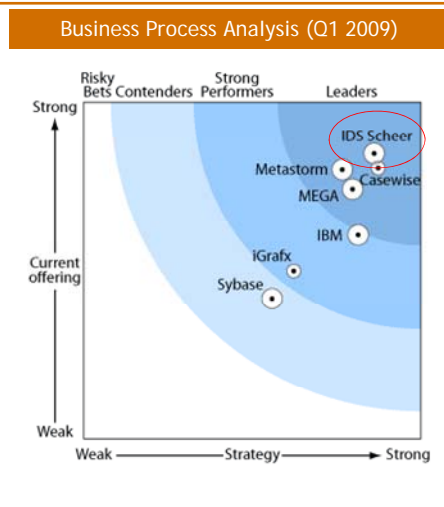 Business Process Analysis (Q1 2009)
Risky
Bets
Contenders
Strong
Performers
Leaders
Strong
IDS Scheer
Metastorm
Casewise
MEGA
IBM
Current
offering
iGrafx
Sybase
Weak
Weak
Strategy
Strong